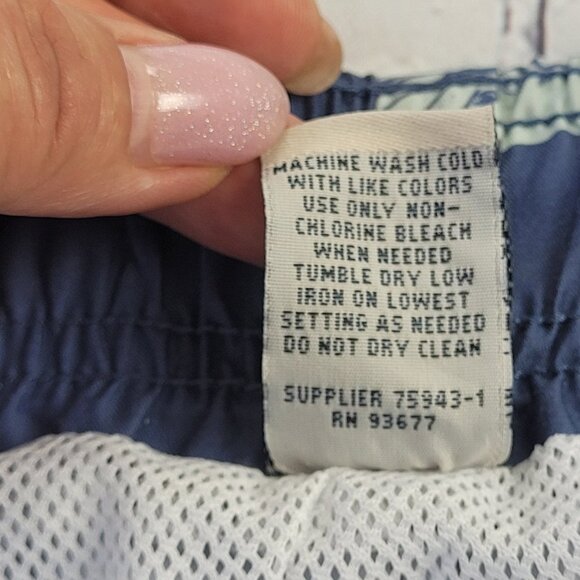 MACHINE WASH COLD
WITH LIKE COLORS
USE ONLY NON-
CHLORINE BLEACH
WHEN NEEDED
TUMBLE DRY LOW
IRON ON LOWEST
SETTING AS NEEDED
DO NOT DRY CLEAN
SUPPLIER 75943-1
RN 93677